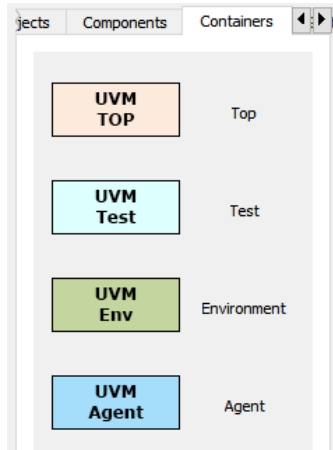 jects Components Containers
UVM
TOP
Top
UVM
Test
Test
UVM
Env
Environment
UVM
Agent
Agent